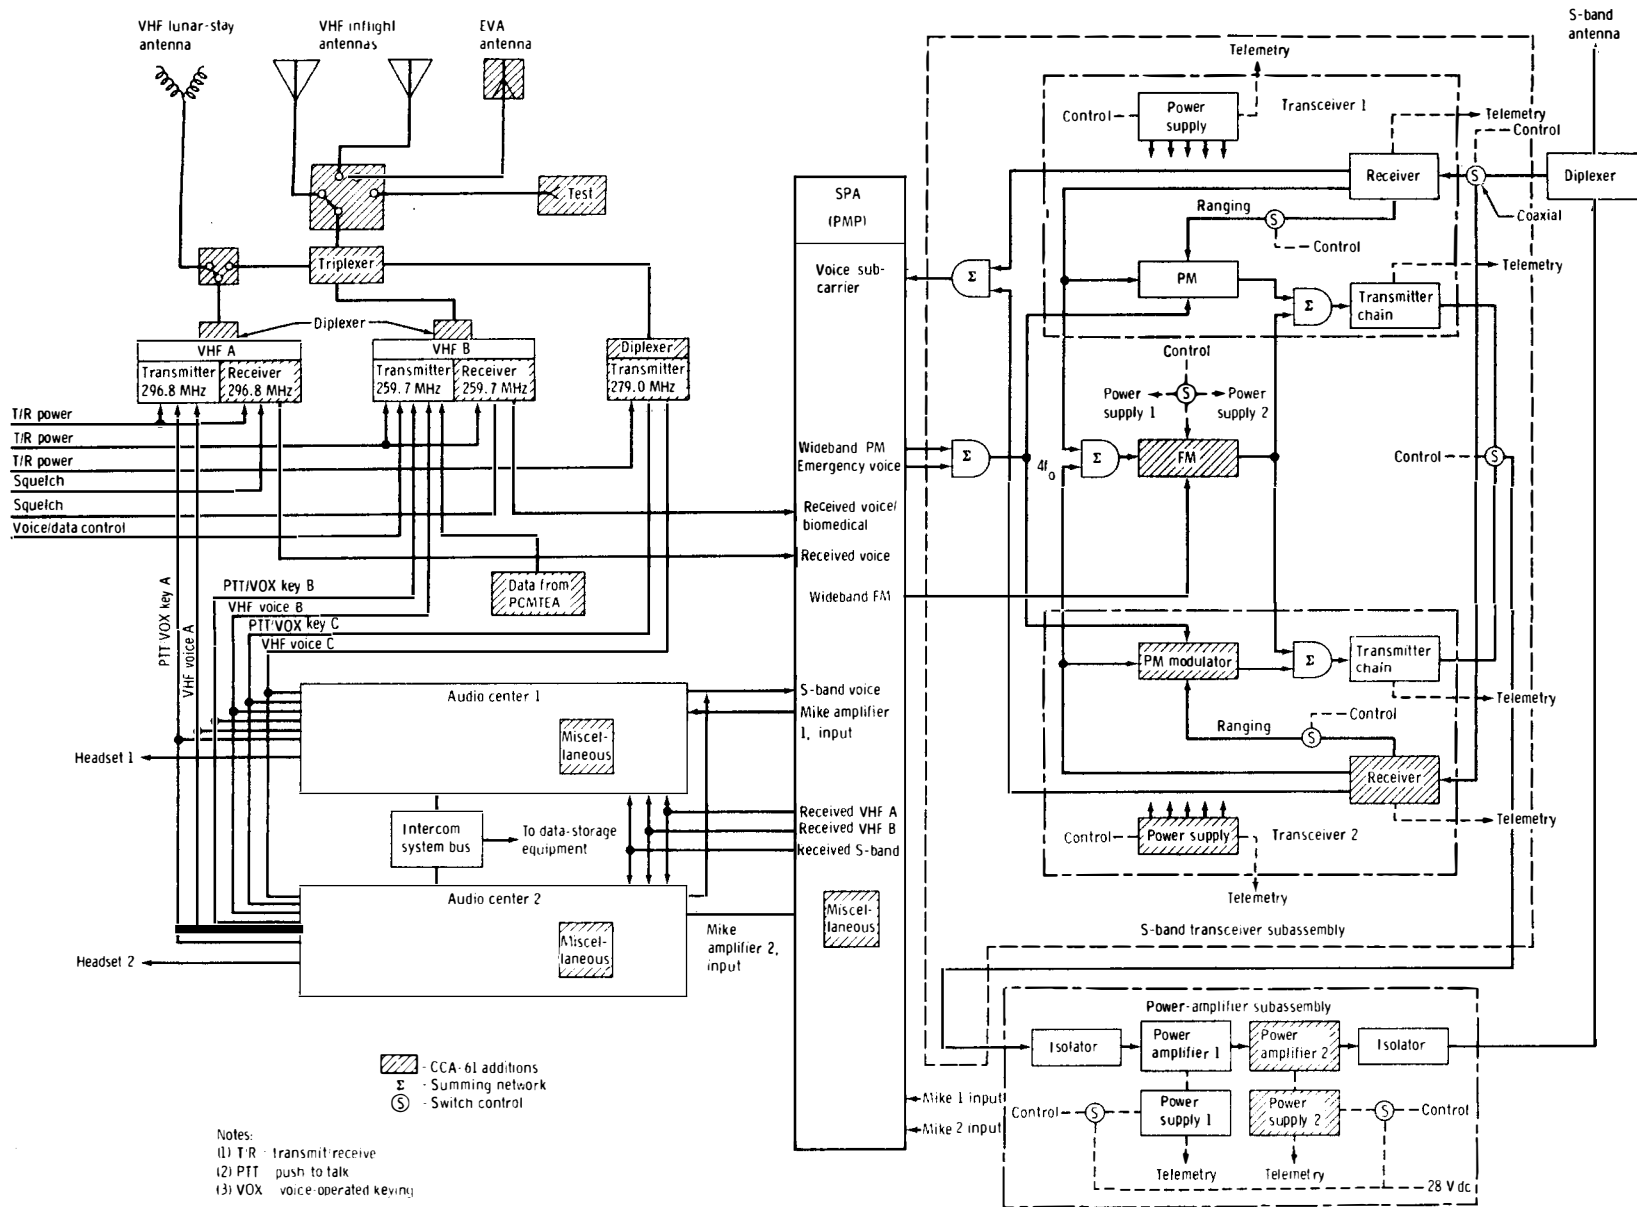 VHF lunar-stay
antenna
VHF inflight
antennas
EVA
antenna
S-band
antenna
Test
Triplexer
Diplexer
VHF A
Transmitter
296.8 MHz
Receiver
296.8 MHz
VHF B
Transmitter
259.7 MHz
Receiver
259.7 MHz
Diplexer
Transmitter
279.0 MHz
T/R power
T/R power
T/R power
Squelch
Squelch
Voice/data control
PTT/VOX key A
VHF voice A
PTT/VOX key B
VHF voice B
PTT/VOX key C
VHF voice C
Data from
PCMTEA
Audio center 1
Miscel-
laneous
Headset 1
Intercom
system bus
To data-storage
equipment
Audio center 2
Miscel-
laneous
Headset 2
Mike
amplifier 2,
input
SPA
(PMP)
Voice sub-
carrier
Wideband PM
Emergency voice
Received voice/
biomedical
Received voice
Wideband FM
S-band voice
Mike amplifier
1, input
Received VHF A
Received VHF B
Received S-band
Miscel-
laneous
Mike 1 input
Mike 2 input
Telemetry
Control
Power
supply
Transceiver 1
Telemetry
Control
Receiver
S
Diplexer
Coaxial
Ranging
S
Control
Σ
PM
Σ
Telemetry
Transmitter
chain
Control
Power
supply 1
S
Power
supply 2
Σ
4f
o
Σ
FM
Control
S
PM modulator
Σ
Transmitter
chain
Telemetry
Ranging
S
Control
Receiver
Telemetry
Control
Power supply
Transceiver 2
Telemetry
S-band transceiver subassembly
Power-amplifier subassembly
Isolator
Power
amplifier 1
Power
amplifier 2
Isolator
Control
S
Power
supply 1
Power
supply 2
S
Control
Telemetry
Telemetry
28 V dc
- CCA-61 additions
Σ - Summing network
S - Switch control
Notes:
(1) T/R - transmit/receive
(2) PTT push to talk
(3) VOX voice-operated keying